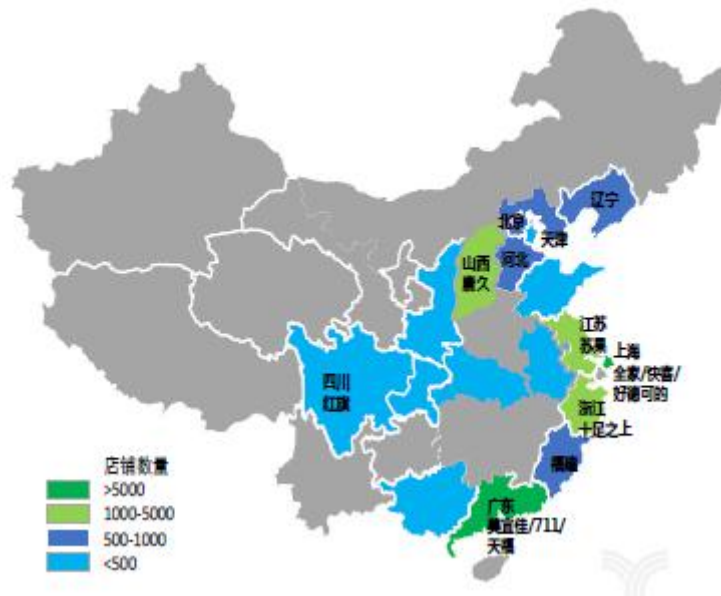 辽宁
北京
天津
河北
山西
唐久
江苏
苏果
上海
全家/快客/
好德可的
浙江
十足之上
四川
红旗
福建
广东
美宜佳/711/
天福
店铺数量
>5000
1000-5000
500-1000
<500